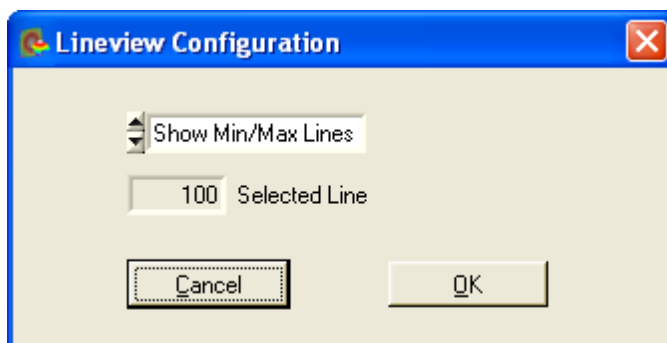 Lineview Configuration
Show Min/Max Lines
100 Selected Line
Cancel OK